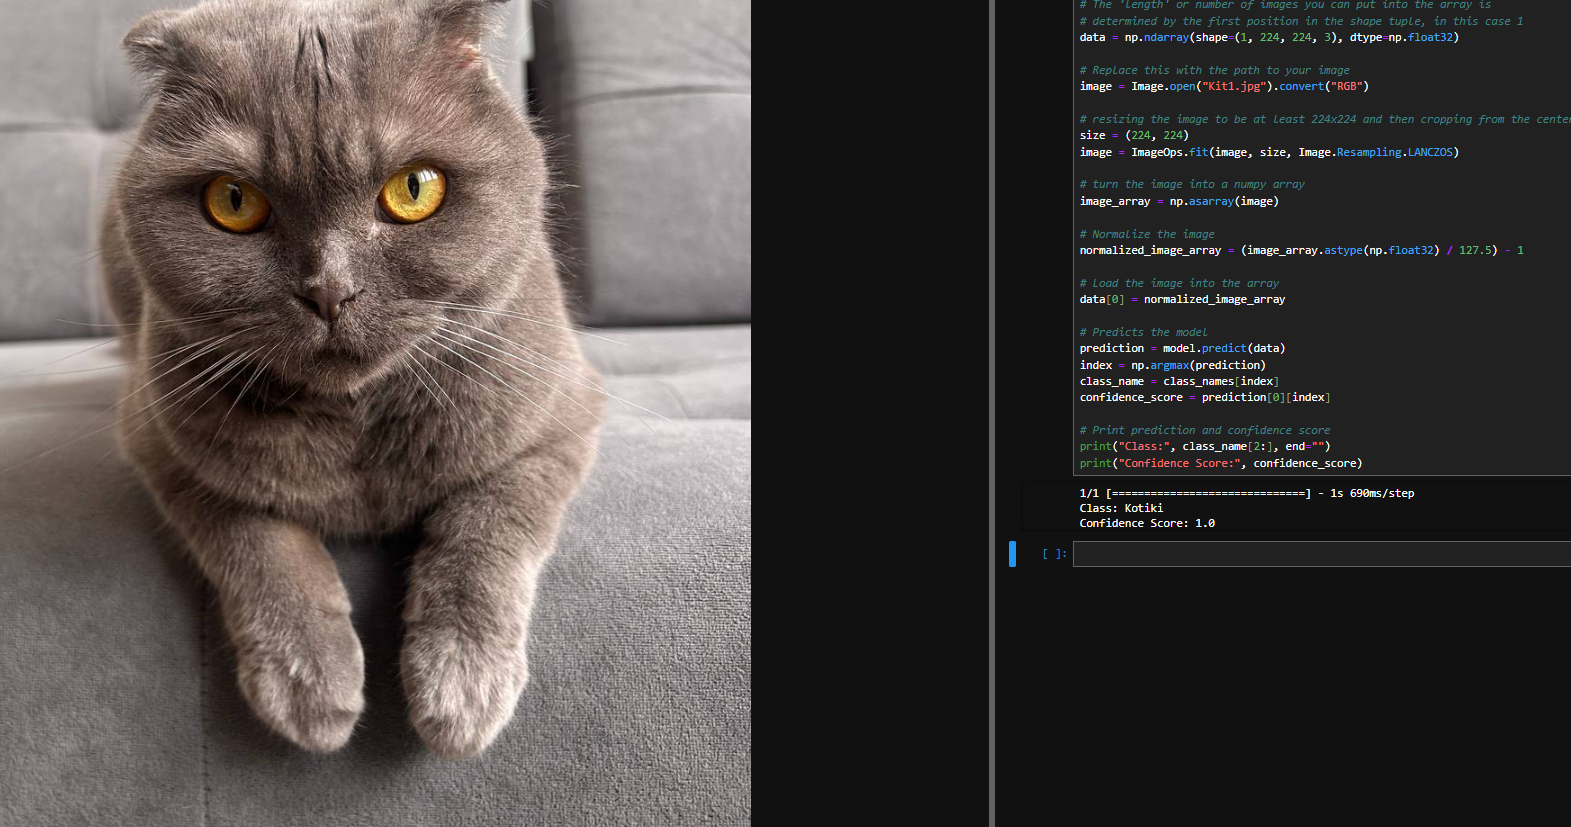 # The 'length' or number of images you can put into the array is
# determined by the first position in the shape tuple, in this case 1
data = np.ndarray(shape=(1, 224, 224, 3), dtype=np.float32)
# Replace this with the path to your image
image = Image.open("Kit1.jpg").convert("RGB")
# resizing the image to be at least 224x224 and then cropping from the center
size = (224, 224)
image = ImageOps.fit(image, size, Image.Resampling.LANCZOS)
# turn the image into a numpy array
image_array = np.asarray(image)
# Normalize the image
normalized_image_array = (image_array.astype(np.float32) / 127.5) - 1
# Load the image into the array
data[0] = normalized_image_array
# Predicts the model
prediction = model.predict(data)
index = np.argmax(prediction)
class_name = class_names[index]
confidence_score = prediction[0][index]
# Print prediction and confidence score
print("Class:", class_name[2:], end="")
print("Confidence Score:", confidence_score)
1/1 [==============================] - 1s 690ms/step
Class: Kotiki
Confidence Score: 1.0
[ ]: